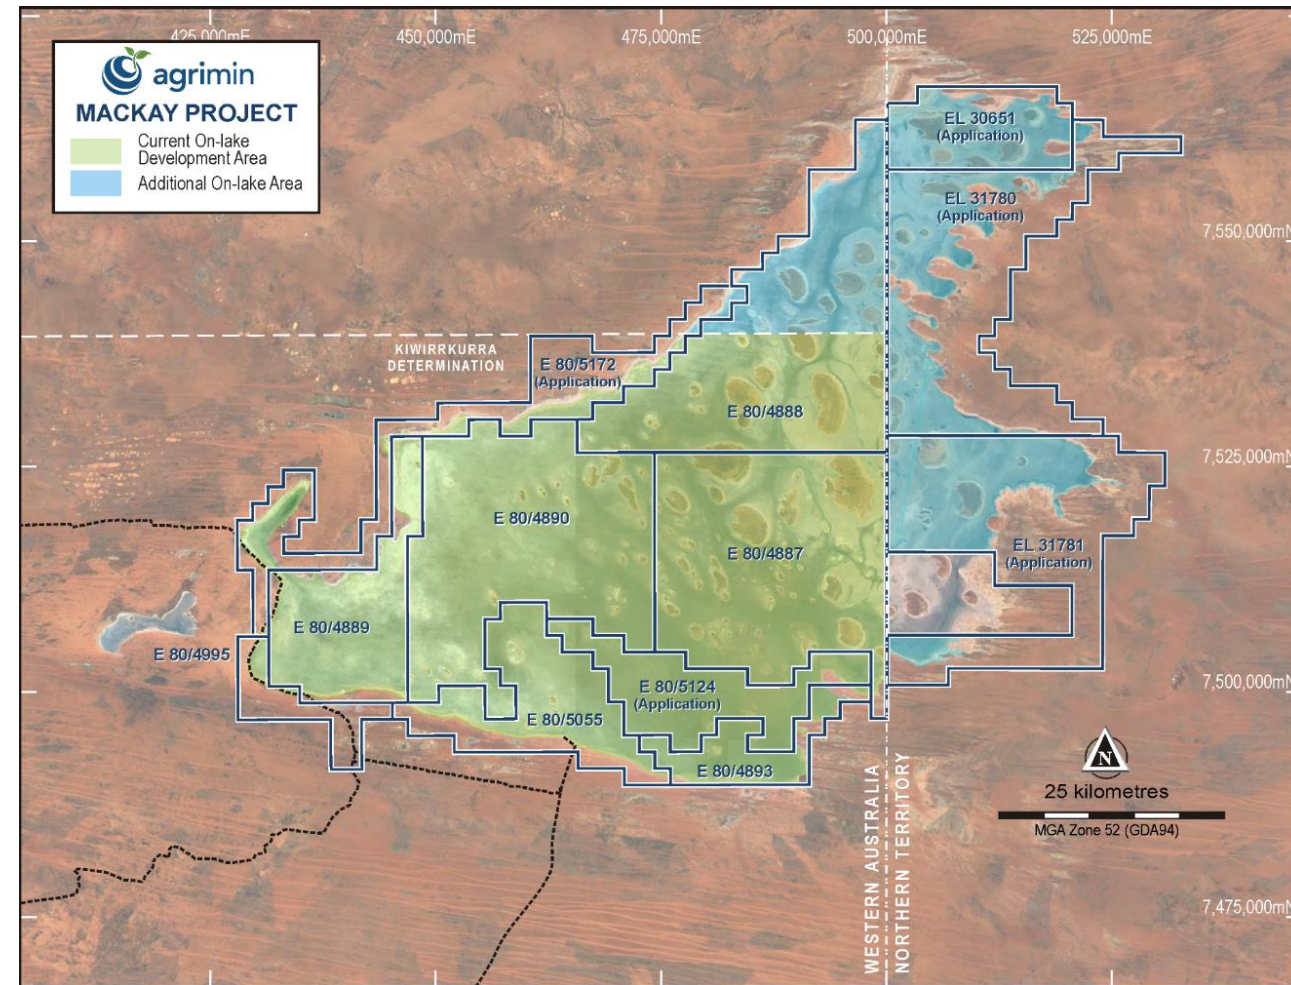 425,000mE
450,000mE
475,000mE
500,000mE
525,000mE
agrimin
MACKAY PROJECT
Current On-lake
Development Area
Additional On-lake Area
EL 30651
(Application)
EL 31780
(Application)
7,550,000mN
KIWIRRKURRA
DETERMINATION
E 80/5172
(Application)
E 80/4888
7,525,000mN
E 80/4890
E 80/4887
EL 31781
(Application)
E 80/4889
E 80/4995
E 80/5124
(Application)
7,500,000mN
E 80/5055
E 80/4893
WESTERN AUSTRALIA
NORTHERN TERRITORY
N
25 kilometres
MGA Zone 52 (GDA94)
7,475,000mN